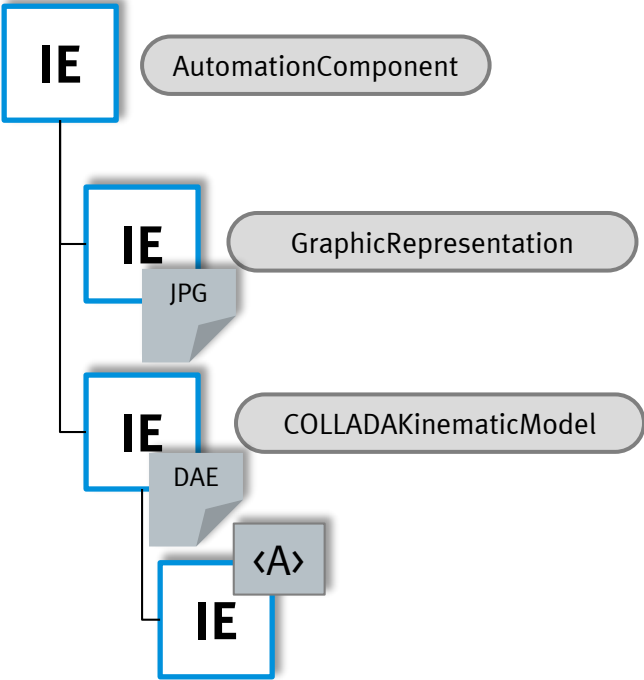 IE
AutomationComponent
IE
GraphicRepresentation
JPG
IE
COLLADAKinematicModel
DAE
‹A›
IE